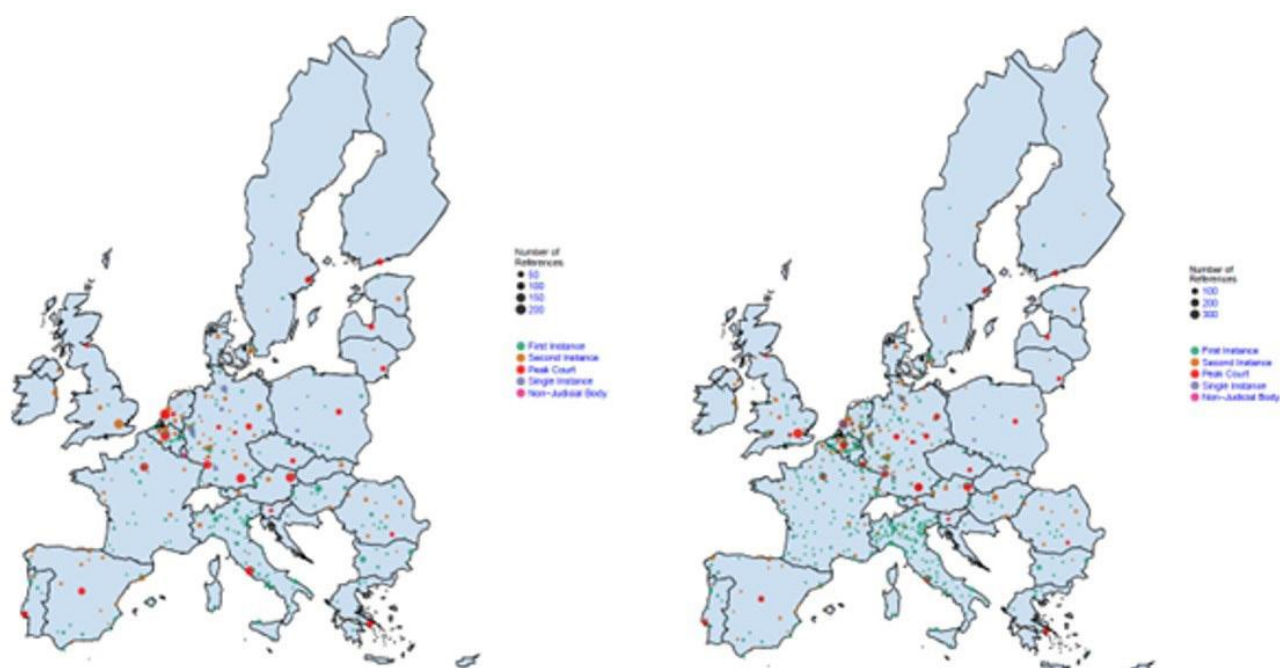 Number of
References
50
100
150
200
First Instance
Second Instance
Peak Court
Single Instance
Non-Judicial Body
Number of
References
100
200
300
First Instance
Second Instance
Peak Court
Single Instance
Non-Judicial Body